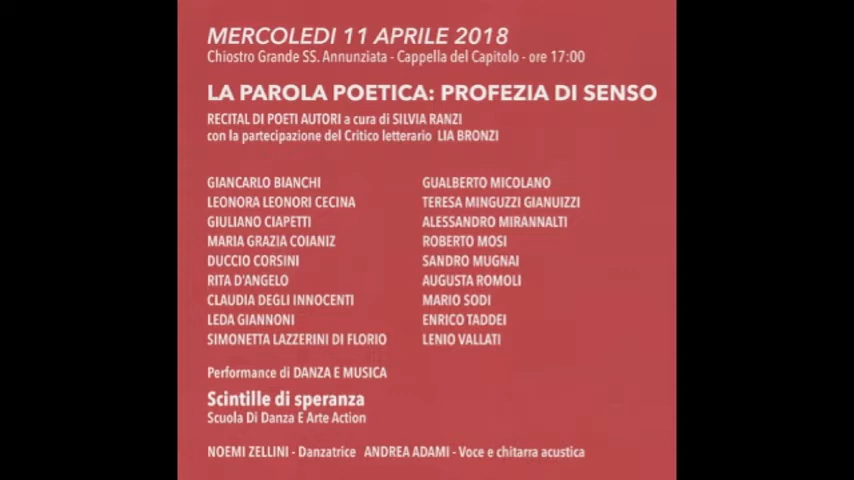 MERCOLEDI 11 APRILE 2018
Chiostro Grande SS. Annunziata - Cappella del Capitolo - ore 17:00
LA PAROLA POETICA: PROFEZIA DI SENSO
RECITAL DI POETI AUTORI a cura di SILVIA RANZI
con la partecipazione del Critico letterario LIA BRONZI
GIANCARLO BIANCHI
LEONORA LEONORI CECINA
GIULIANO CIAPETTI
MARIA GRAZIA COIANIZ
DUCCIO CORSINI
RITA D'ANGELO
CLAUDIA DEGLI INNOCENTI
LEDA GIANNONI
SIMONETTA LAZZERINI DI FLORIO
GUALBERTO MICOLANO
TERESA MINGUZZI GIANUIZZI
ALESSANDRO MIRANNALTI
ROBERTO MOSI
SANDRO MUGNAI
AUGUSTA ROMOLI
MARIO SODI
ENRICO TADDEI
LENIO VALLATI
Performance di DANZA E MUSICA
Scintille di speranza
Scuola Di Danza E Arte Action
NOEMI ZELLINI - Danzatrice ANDREA ADAMI - Voce e chitarra acustica